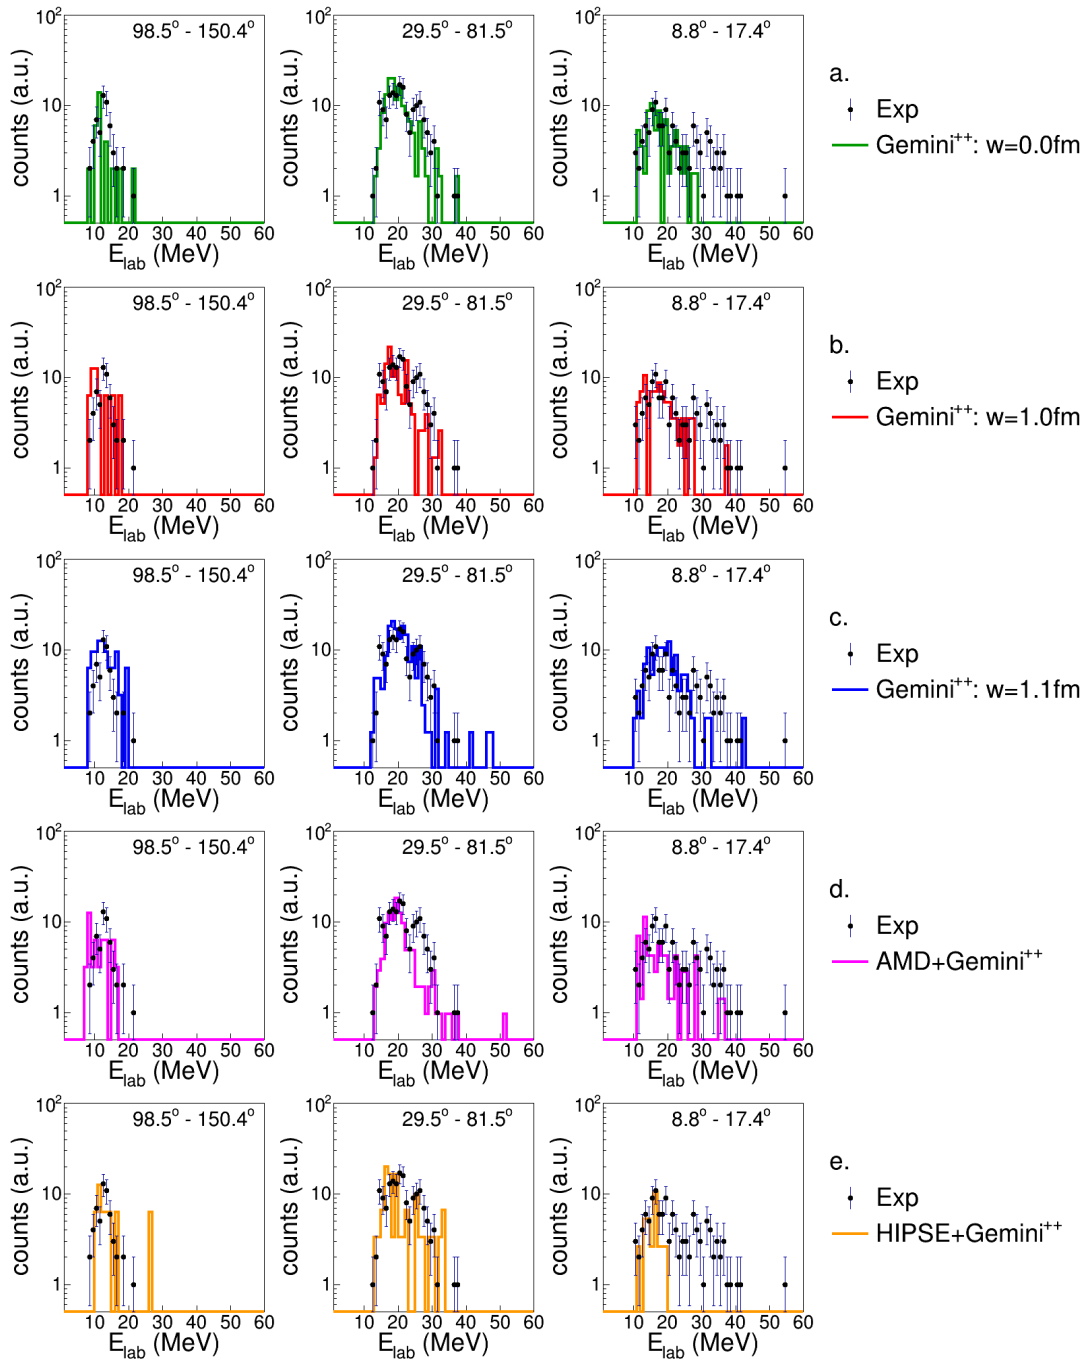 98.5° - 150.4°
29.5° - 81.5°
8.8° - 17.4°
a.
Exp
Gemini⁺⁺: w=0.0fm
counts (a.u.)
counts (a.u.)
counts (a.u.)
10²
10
1
10²
10
1
10²
10
1
10 20 30 40 50 60
10 20 30 40 50 60
10 20 30 40 50 60
E_lab (MeV)
E_lab (MeV)
E_lab (MeV)
98.5° - 150.4°
29.5° - 81.5°
8.8° - 17.4°
b.
Exp
Gemini⁺⁺: w=1.0fm
counts (a.u.)
counts (a.u.)
counts (a.u.)
10²
10
1
10²
10
1
10²
10
1
10 20 30 40 50 60
10 20 30 40 50 60
10 20 30 40 50 60
E_lab (MeV)
E_lab (MeV)
E_lab (MeV)
98.5° - 150.4°
29.5° - 81.5°
8.8° - 17.4°
c.
Exp
Gemini⁺⁺: w=1.1fm
counts (a.u.)
counts (a.u.)
counts (a.u.)
10²
10
1
10²
10
1
10²
10
1
10 20 30 40 50 60
10 20 30 40 50 60
10 20 30 40 50 60
E_lab (MeV)
E_lab (MeV)
E_lab (MeV)
98.5° - 150.4°
29.5° - 81.5°
8.8° - 17.4°
d.
Exp
AMD+Gemini⁺⁺
counts (a.u.)
counts (a.u.)
counts (a.u.)
10²
10
1
10²
10
1
10²
10
1
10 20 30 40 50 60
10 20 30 40 50 60
10 20 30 40 50 60
E_lab (MeV)
E_lab (MeV)
E_lab (MeV)
98.5° - 150.4°
29.5° - 81.5°
8.8° - 17.4°
e.
Exp
HIPSE+Gemini⁺⁺
counts (a.u.)
counts (a.u.)
counts (a.u.)
10²
10
1
10²
10
1
10²
10
1
10 20 30 40 50 60
10 20 30 40 50 60
10 20 30 40 50 60
E_lab (MeV)
E_lab (MeV)
E_lab (MeV)